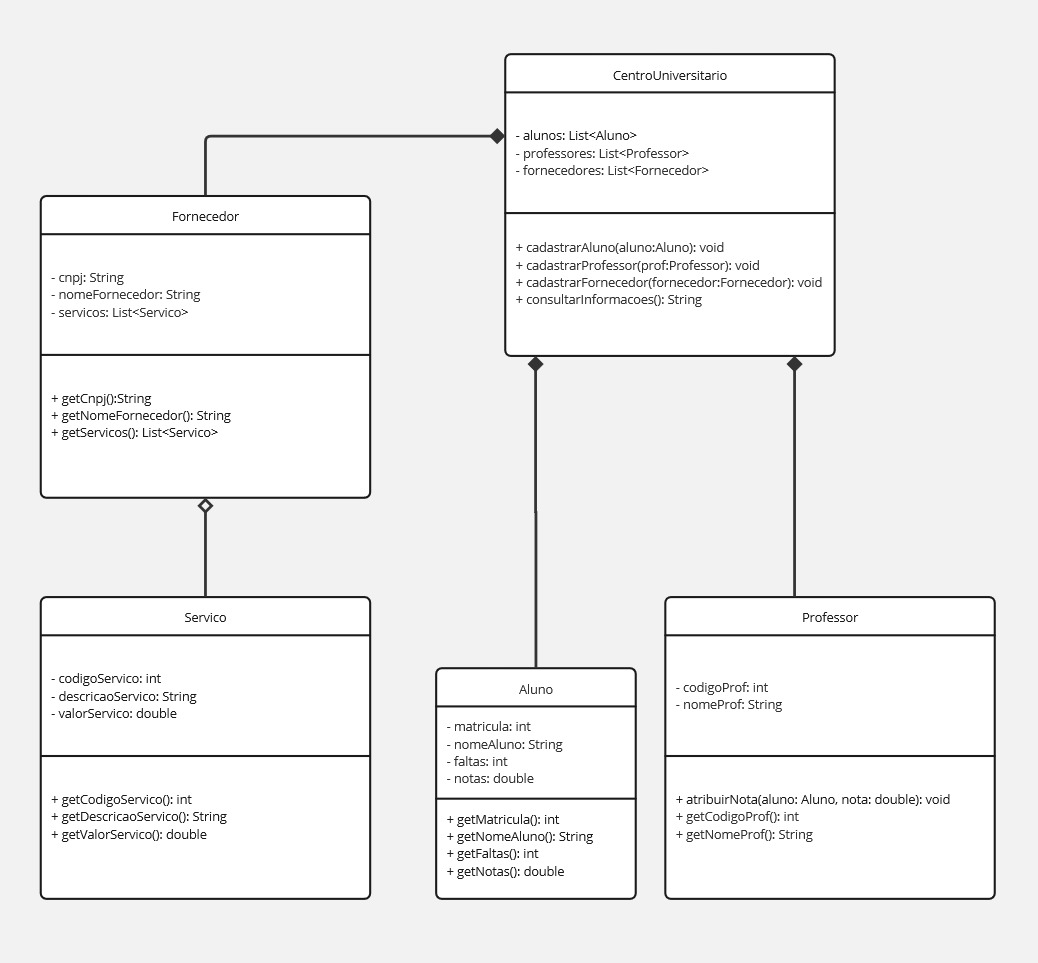 CentroUniversitario
- alunos: List<Aluno>
- professores: List<Professor>
- fornecedores: List<Fornecedor>
+ cadastrarAluno(aluno:Aluno): void
+ cadastrarProfessor(prof:Professor): void
+ cadastrarFornecedor(fornecedor:Fornecedor): void
+ consultarInformacoes(): String
Fornecedor
- cnpj: String
- nomeFornecedor: String
- servicos: List<Servico>
+ getCnpj():String
+ getNomeFornecedor(): String
+ getServicos(): List<Servico>
Servico
- codigoServico: int
- descricaoServico: String
- valorServico: double
+ getCodigoServico(): int
+ getDescricaoServico(): String
+ getValorServico(): double
Aluno
- matricula: int
- nomeAluno: String
- faltas: int
- notas: double
+ getMatricula(): int
+ getNomeAluno(): String
+ getFaltas(): int
+ getNotas(): double
Professor
- codigoProf: int
- nomeProf: String
+ atribuirNota(aluno: Aluno, nota: double): void
+ getCodigoProf(): int
+ getNomeProf(): String